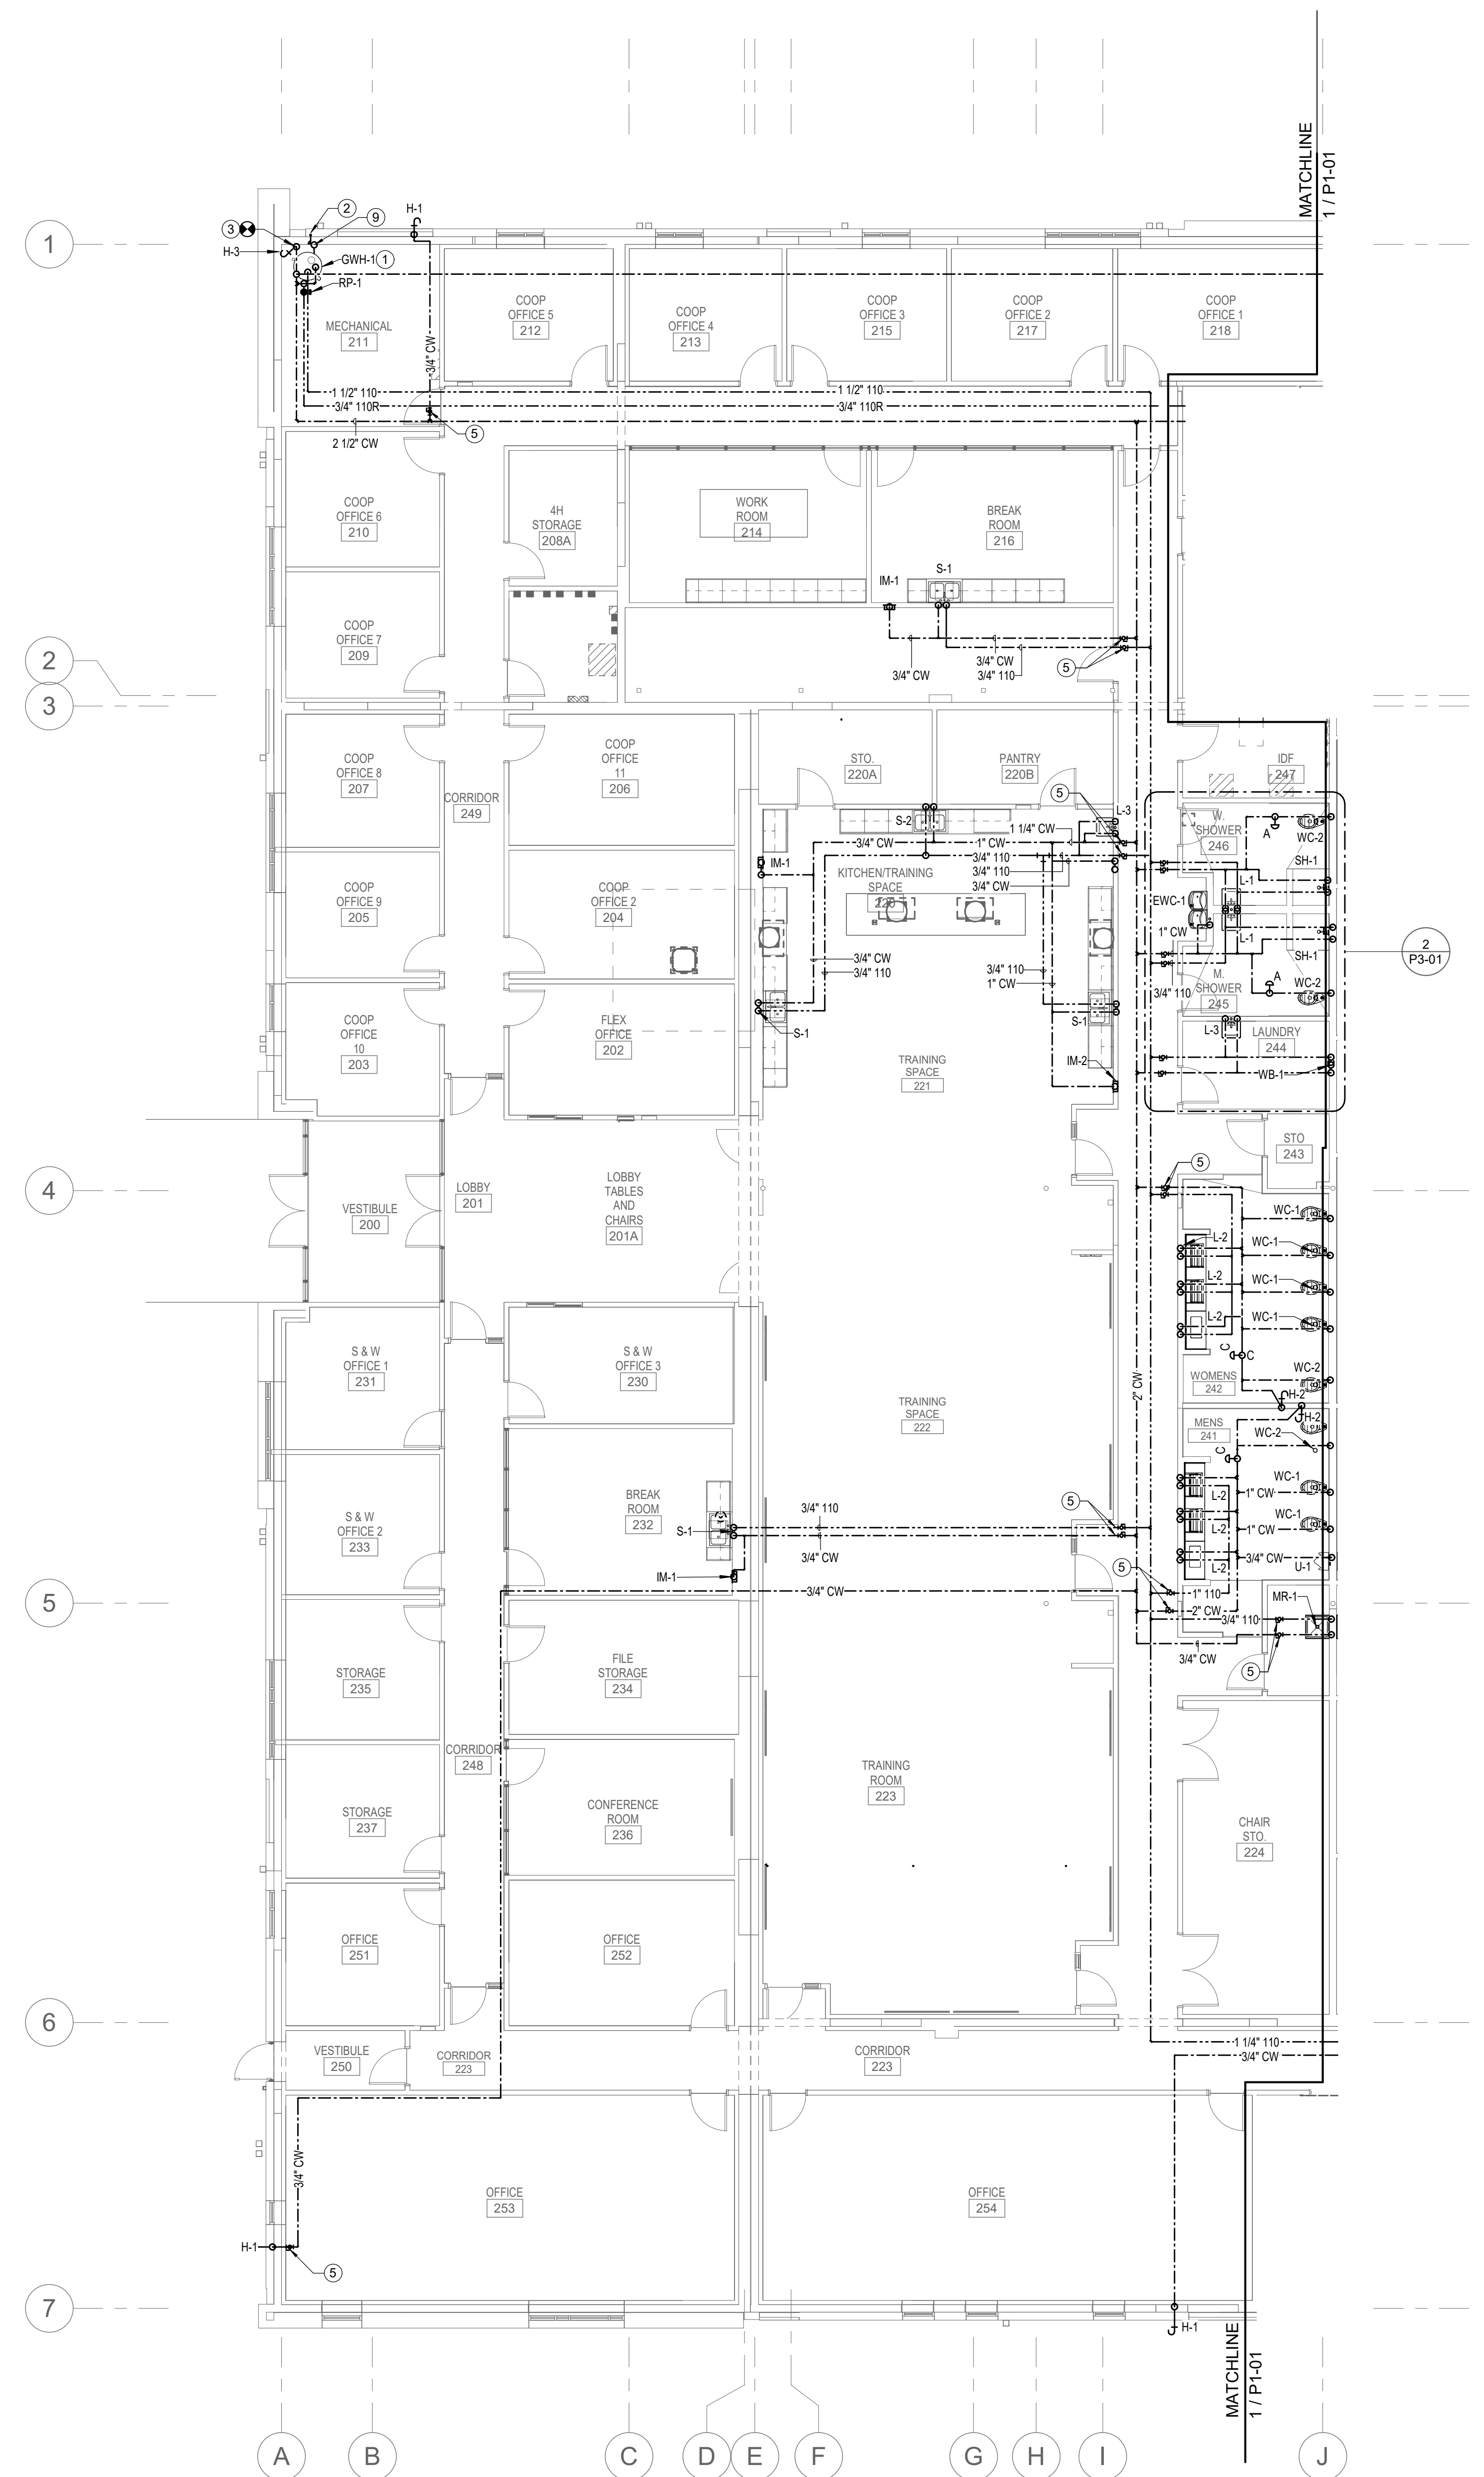 MATCHLINE
1 / P1-01
1
2
9
H-1
3
H-3
GWH-1
1
RP-1
MECHANICAL
211
3/4" CW
COOP
OFFICE 5
212
COOP
OFFICE 4
213
COOP
OFFICE 3
215
COOP
OFFICE 2
217
COOP
OFFICE 1
218
1 1/2" 110
1 1/2" 110
3/4" 110R
3/4" 110R
2 1/2" CW
5
COOP
OFFICE 6
210
4H
STORAGE
208A
WORK
ROOM
214
BREAK
ROOM
216
IM-1
S-1
COOP
OFFICE 7
209
3/4" CW
3/4" CW
3/4" 110
5
2
3
COOP
OFFICE 8
207
CORRIDOR
249
COOP
OFFICE
11
206
STO.
220A
PANTRY
220B
IDF
247
5
L-3
S-2
1 1/4" CW
3/4" CW
1" CW
3/4" 110
3/4" 110
3/4" CW
IM-1
KITCHEN/TRAINING
SPACE
W.
SHOWER
246
A
WC-2
SH-1
L-1
EWC-1
L-1
1" CW
SH-1
A
WC-2
3/4" 110
M.
SHOWER
245
2
P3-01
COOP
OFFICE 9
205
COOP
OFFICE 2
204
3/4" CW
3/4" 110
3/4" 110
1" CW
S-1
S-1
COOP
OFFICE
10
203
FLEX
OFFICE
202
TRAINING
SPACE
221
IM-2
L-3
LAUNDRY
244
WB-1
STO
243
4
VESTIBULE
200
LOBBY
201
LOBBY
TABLES
AND
CHAIRS
201A
5
WC-1
L-2
WC-1
L-2
WC-1
L-2
WC-1
C
C
WOMENS
242
WC-2
H-2
H-2
MENS
241
WC-2
C
S & W
OFFICE 1
231
S & W
OFFICE 3
230
TRAINING
SPACE
222
2" CW
WC-1
L-2
1" CW
WC-1
L-2
1" CW
3/4" CW
L-2
U-1
S & W
OFFICE 2
233
BREAK
ROOM
232
S-1
IM-1
3/4" 110
3/4" CW
3/4" CW
5
5
1" 110
2" CW
MR-1
3/4" 110
3/4" CW
5
5
STORAGE
235
FILE
STORAGE
234
CORRIDOR
248
STORAGE
237
CONFERENCE
ROOM
236
TRAINING
ROOM
223
CHAIR
STO.
224
OFFICE
251
OFFICE
252
6
VESTIBULE
250
CORRIDOR
223
CORRIDOR
223
1 1/4" 110
3/4" CW
3/4" CW
OFFICE
253
OFFICE
254
H-1
5
7
H-1
MATCHLINE
1 / P1-01
A
B
C
D
E
F
G
H
I
J